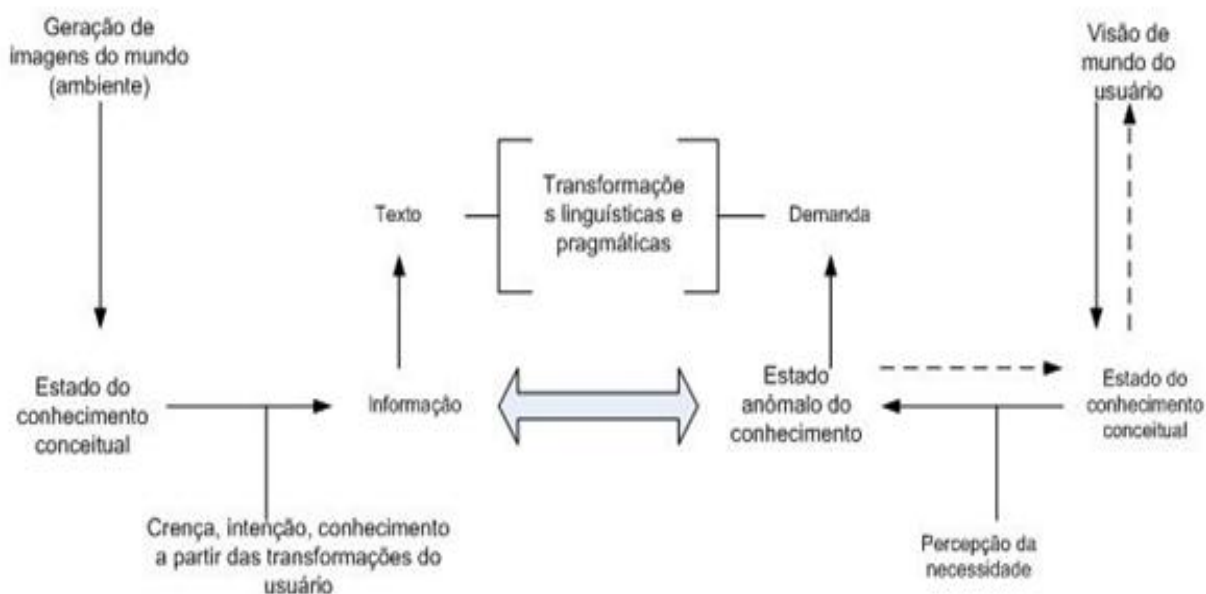 Geração de
imagens do mundo
(ambiente)
Visão de
mundo do
usuário
Texto
Transformaçõe
s linguísticas e
pragmáticas
Demanda
Estado do
conhecimento
conceitual
Informação
Estado
anômalo do
conhecimento
Estado do
conhecimento
conceitual
Crença, intenção, conhecimento
a partir das transformações do
usuário
Percepção da
necessidade